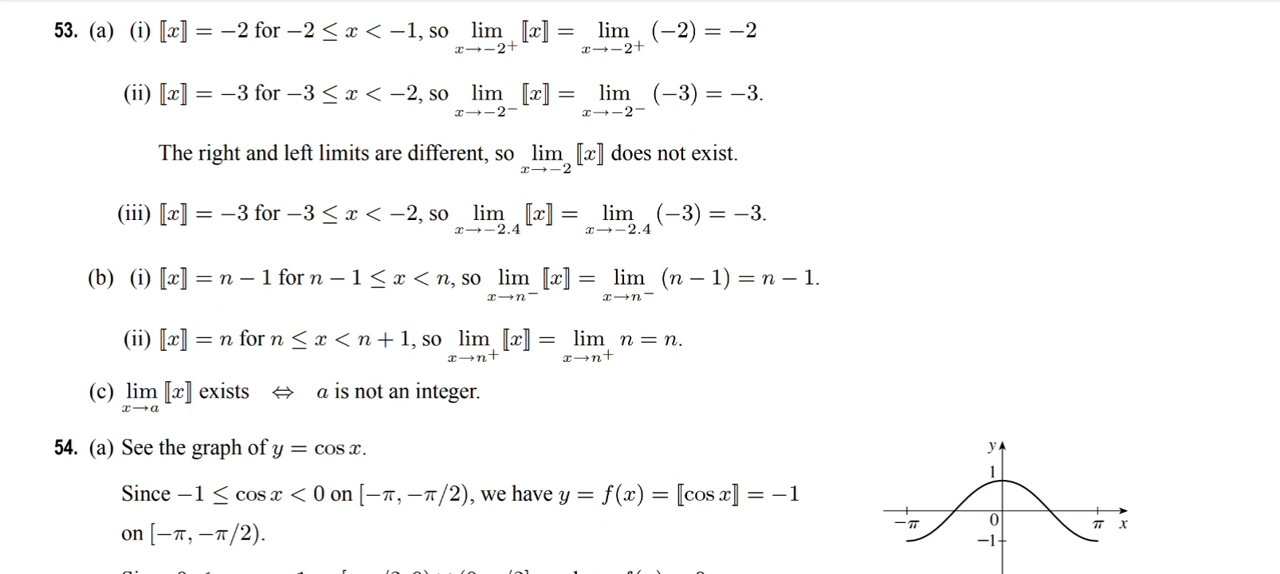 53. (a) (i) ⟦x⟧ = −2 for −2 ≤ x < −1, so lim_{x→−2⁺} ⟦x⟧ = lim_{x→−2⁺} (−2) = −2
(ii) ⟦x⟧ = −3 for −3 ≤ x < −2, so lim_{x→−2⁻} ⟦x⟧ = lim_{x→−2⁻} (−3) = −3.
The right and left limits are different, so lim_{x→−2} ⟦x⟧ does not exist.
(iii) ⟦x⟧ = −3 for −3 ≤ x < −2, so lim_{x→−2.4} ⟦x⟧ = lim_{x→−2.4} (−3) = −3.
(b) (i) ⟦x⟧ = n − 1 for n − 1 ≤ x < n, so lim_{x→n⁻} ⟦x⟧ = lim_{x→n⁻} (n − 1) = n − 1.
(ii) ⟦x⟧ = n for n ≤ x < n + 1, so lim_{x→n⁺} ⟦x⟧ = lim_{x→n⁺} n = n.
(c) lim_{x→a} ⟦x⟧ exists ⇔ a is not an integer.
54. (a) See the graph of y = cos x.
Since −1 ≤ cos x < 0 on [−π, −π/2), we have y = f(x) = ⟦cos x⟧ = −1
on [−π, −π/2).
y
1
−π 0 π x
−1